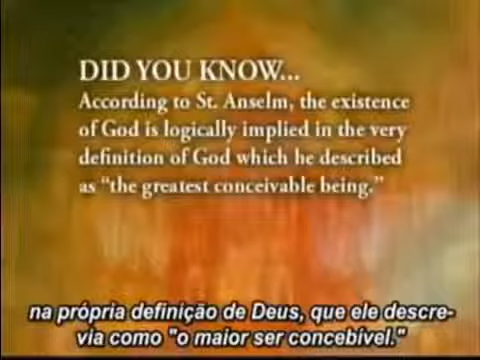 DID YOU KNOW...
According to St. Anselm, the existence
of God is logically implied in the very
definition of God which he described
as “the greatest conceivable being.”
na própria definição de Deus, que ele descre-
via como "o maior ser concebível."